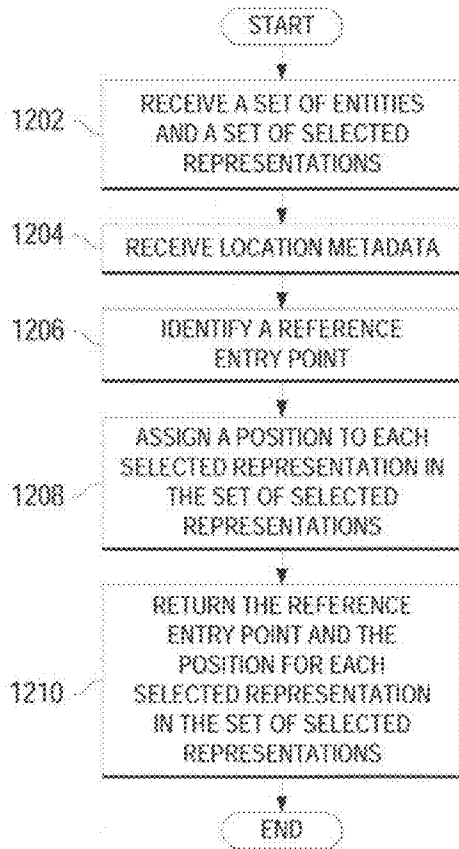 START
1202
RECEIVE A SET OF ENTITIES
AND A SET OF SELECTED
REPRESENTATIONS
1204
RECEIVE LOCATION METADATA
1206
IDENTIFY A REFERENCE
ENTRY POINT
1208
ASSIGN A POSITION TO EACH
SELECTED REPRESENTATION IN
THE SET OF SELECTED
REPRESENTATIONS
1210
RETURN THE REFERENCE
ENTRY POINT AND THE
POSITION FOR EACH
SELECTED REPRESENTATION
IN THE SET OF SELECTED
REPRESENTATIONS
END